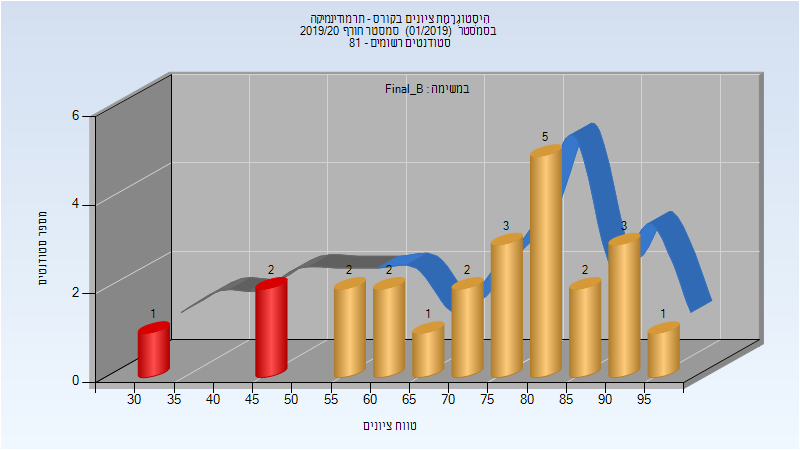 היסטוגרמת ציונים בקורס - תרמודינמיקה
בסמסטר (01/2019) סמסטר חורף 2019/20
סטודנטים רשומים - 81
במשימה : Final_B
מספר סטודנטים
6
4
2
0
1
2
2
2
1
2
3
5
2
3
1
30 35 40 45 50 55 60 65 70 75 80 85 90 95
טווח ציונים